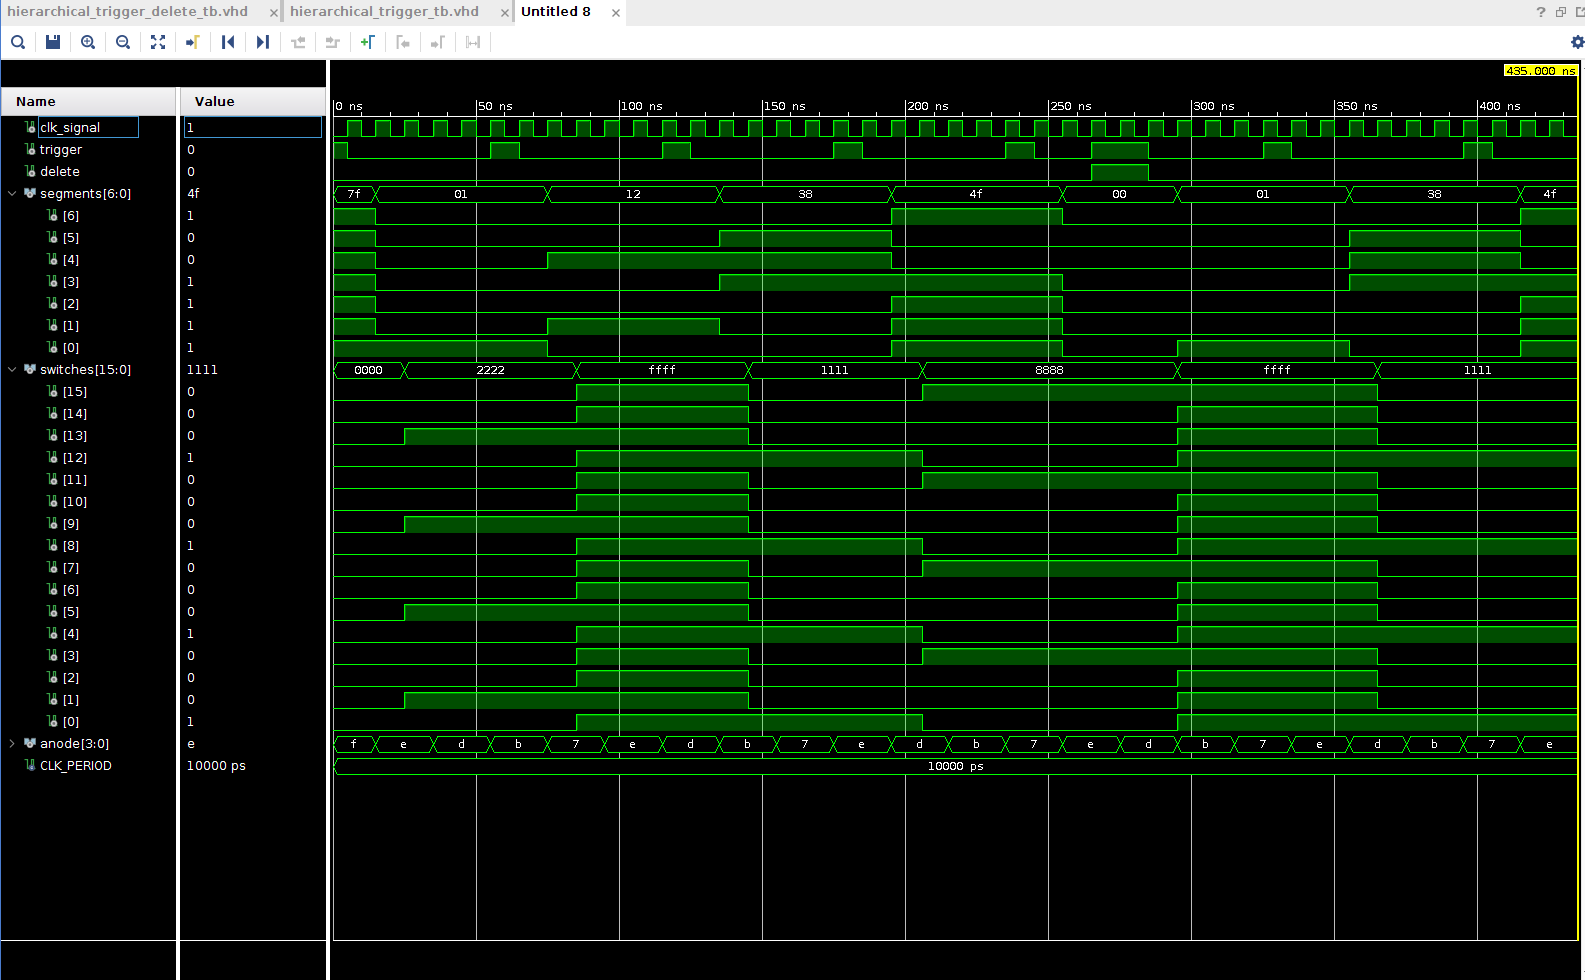 hierarchical_trigger_delete_tb.vhd × hierarchical_trigger_tb.vhd × Untitled 8 × ?
435.000 ns
Name Value
0 ns 50 ns 100 ns 150 ns 200 ns 250 ns 300 ns 350 ns 400 ns
clk_signal 1
trigger 0
delete 0
segments[6:0] 4f 7f 01 12 38 4f 00 01 38 4f
[6] 1
[5] 0
[4] 0
[3] 1
[2] 1
[1] 1
[0] 1
switches[15:0] 1111 0000 2222 ffff 1111 8888 ffff 1111
[15] 0
[14] 0
[13] 0
[12] 1
[11] 0
[10] 0
[9] 0
[8] 1
[7] 0
[6] 0
[5] 0
[4] 1
[3] 0
[2] 0
[1] 0
[0] 1
anode[3:0] e f e d b 7 e d b 7 e d b 7 e d b 7 e d b 7 e
CLK_PERIOD 10000 ps 10000 ps